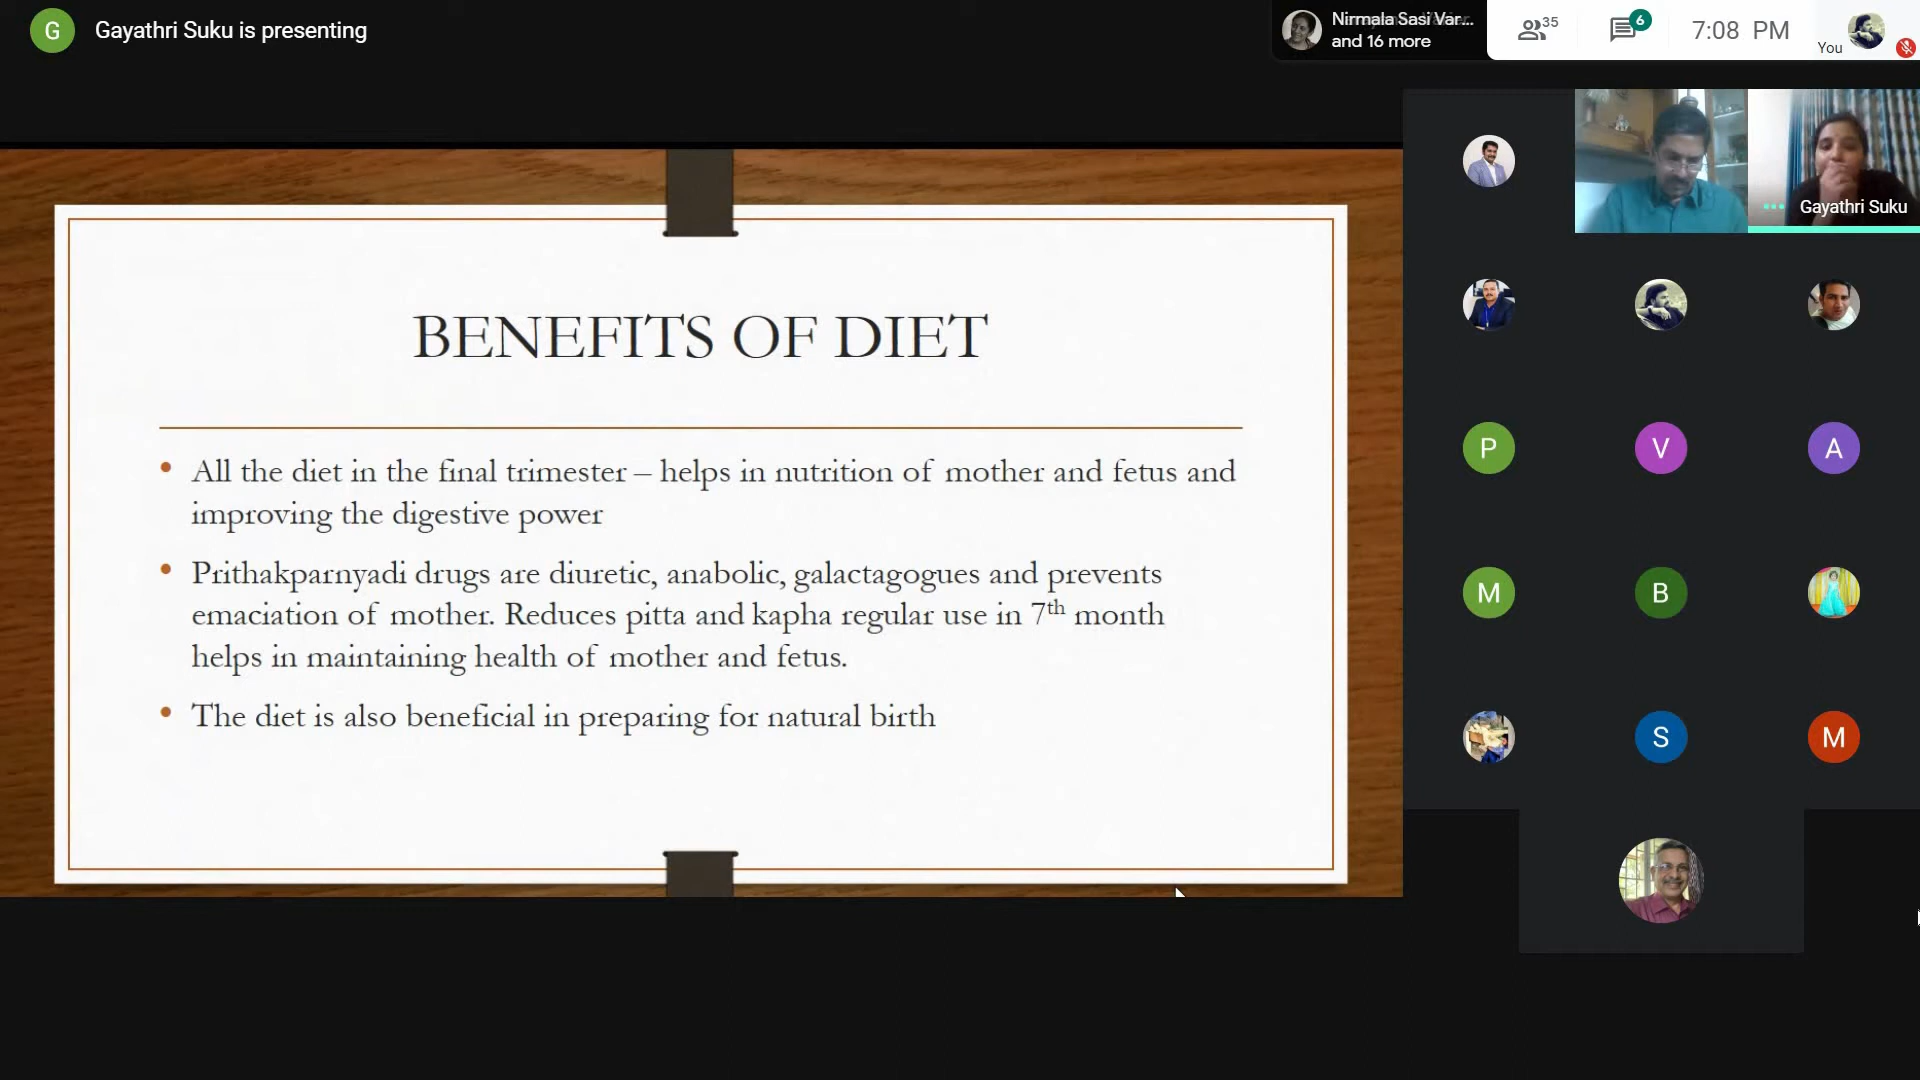 G
Gayathri Suku is presenting
Nirmala Sasi Var...
and 16 more
35
6
7:08 PM
You
Gayathri Suku
BENEFITS OF DIET
• All the diet in the final trimester – helps in nutrition of mother and fetus and
improving the digestive power
• Prithakparnyadi drugs are diuretic, anabolic, galactagogues and prevents
emaciation of mother. Reduces pitta and kapha regular use in 7th month
helps in maintaining health of mother and fetus.
• The diet is also beneficial in preparing for natural birth
P
V
A
M
B
S
M